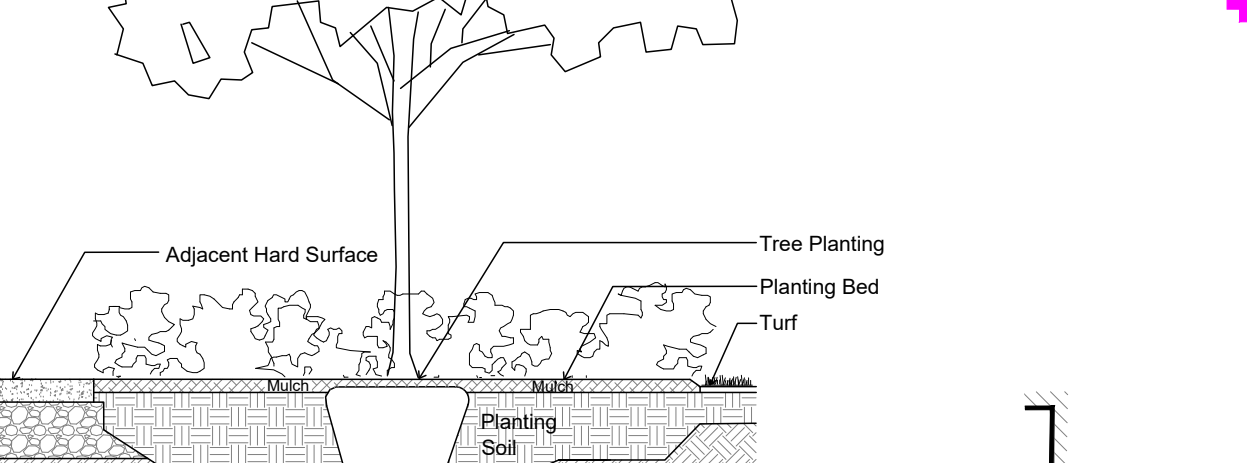 Tree Planting
Adjacent Hard Surface
Planting Bed
Turf
Mulch
Mulch
Planting
Soil